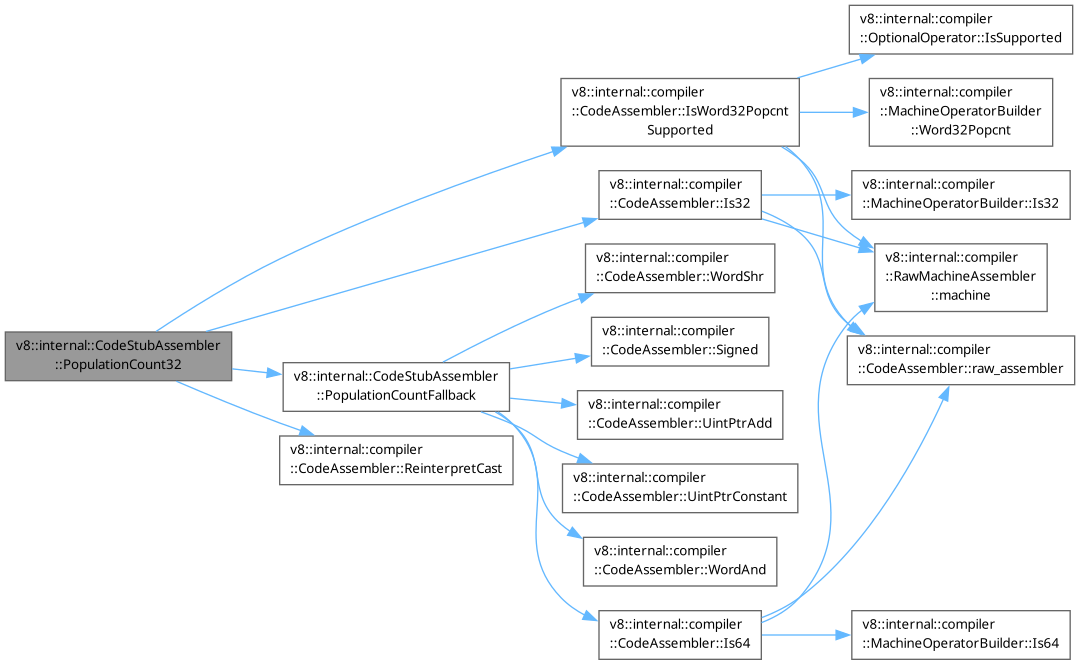 v8::internal::compiler
::OptionalOperator::IsSupported
v8::internal::compiler
::CodeAssembler::IsWord32Popcnt
Supported
v8::internal::compiler
::MachineOperatorBuilder
::Word32Popcnt
v8::internal::compiler
::CodeAssembler::Is32
v8::internal::compiler
::MachineOperatorBuilder::Is32
v8::internal::compiler
::CodeAssembler::WordShr
v8::internal::compiler
::RawMachineAssembler
::machine
v8::internal::CodeStubAssembler
::PopulationCount32
v8::internal::compiler
::CodeAssembler::Signed
v8::internal::compiler
::CodeAssembler::raw_assembler
v8::internal::CodeStubAssembler
::PopulationCountFallback
v8::internal::compiler
::CodeAssembler::UintPtrAdd
v8::internal::compiler
::CodeAssembler::ReinterpretCast
v8::internal::compiler
::CodeAssembler::UintPtrConstant
v8::internal::compiler
::CodeAssembler::WordAnd
v8::internal::compiler
::CodeAssembler::Is64
v8::internal::compiler
::MachineOperatorBuilder::Is64